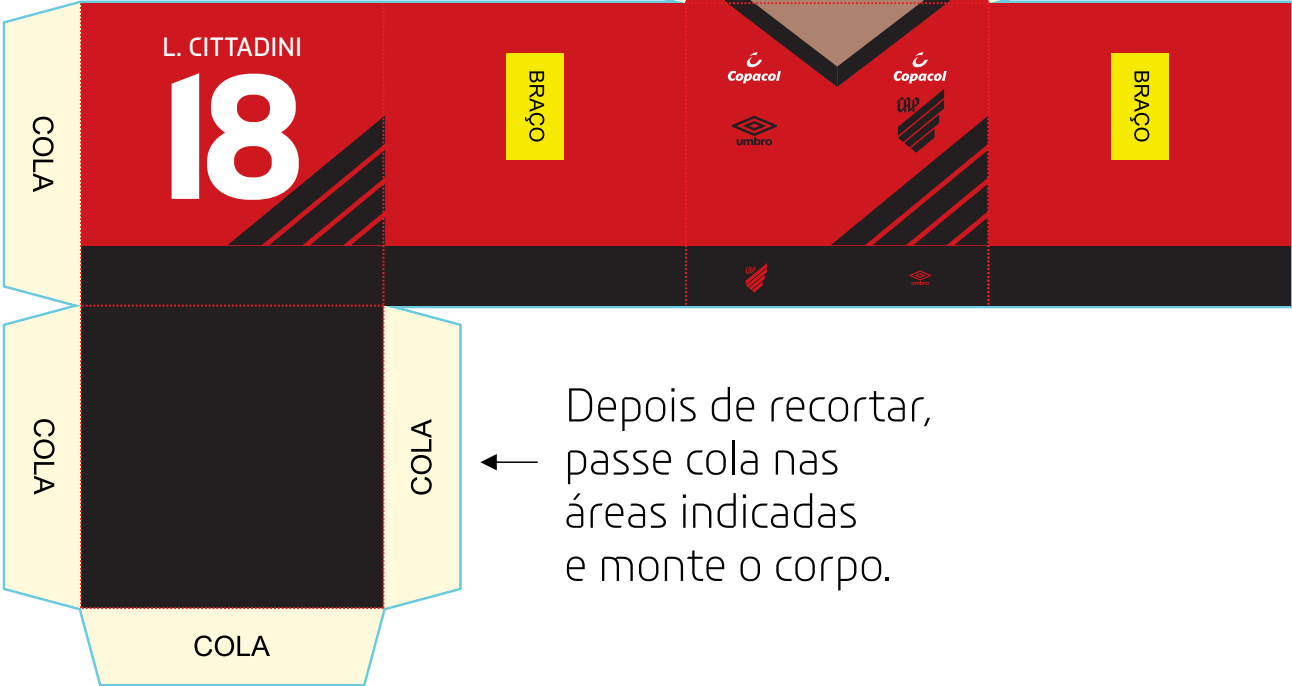 L. CITTADINI
18
COLA
BRAÇO
Copacol
Copacol
umbro
CAP
BRAÇO
CAP
umbro
COLA
COLA
Depois de recortar,
passe cola nas
áreas indicadas
e monte o corpo.
COLA